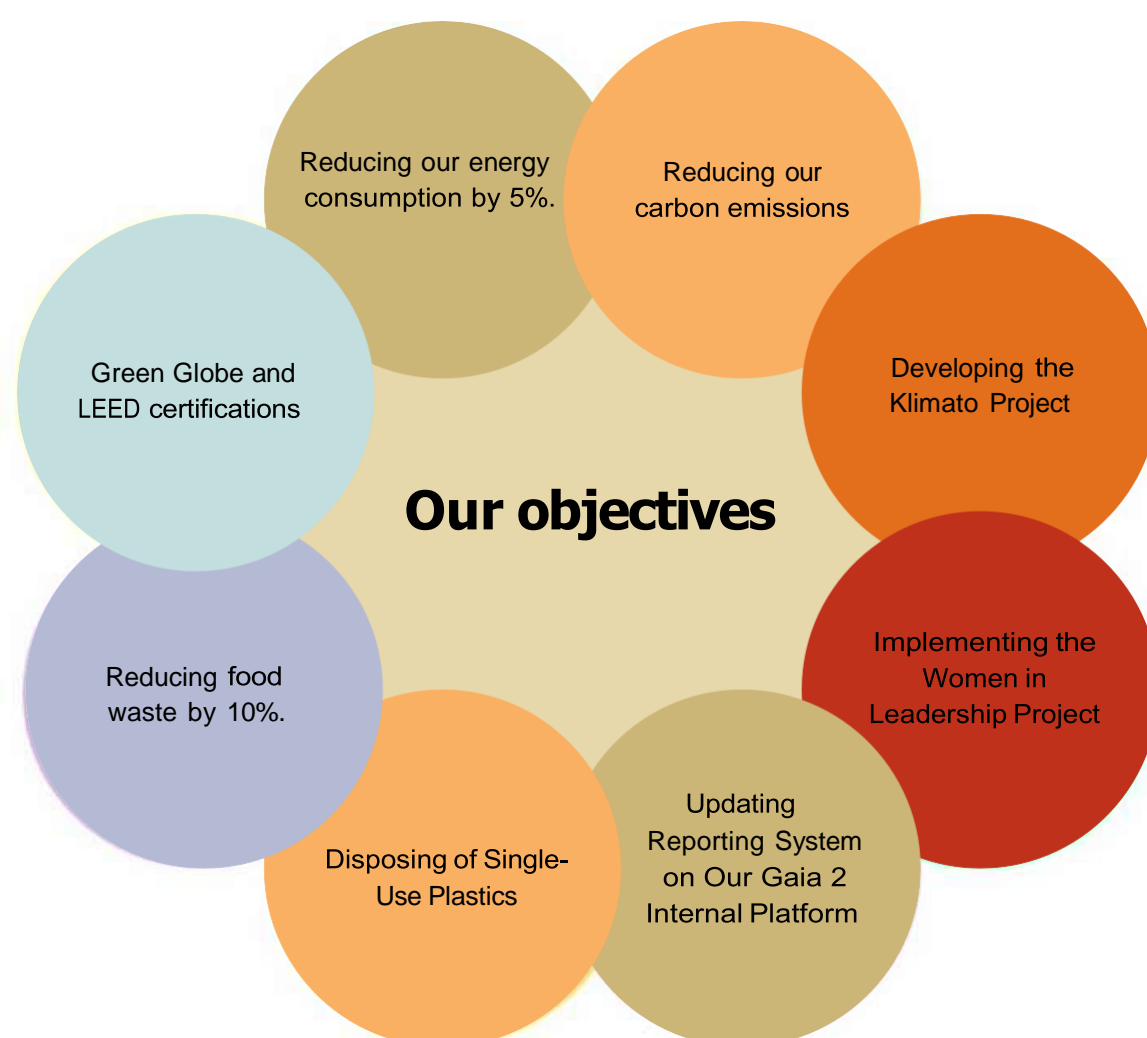 Reducing our energy
consumption by 5%.
Reducing our
carbon emissions
Green Globe and
LEED certifications
Developing the
Klimato Project
Our objectives
Implementing the
Women in
Leadership Project
Reducing food
waste by 10%.
Updating
Reporting System
on Our Gaia 2
Internal Platform
Disposing of Single-
Use Plastics